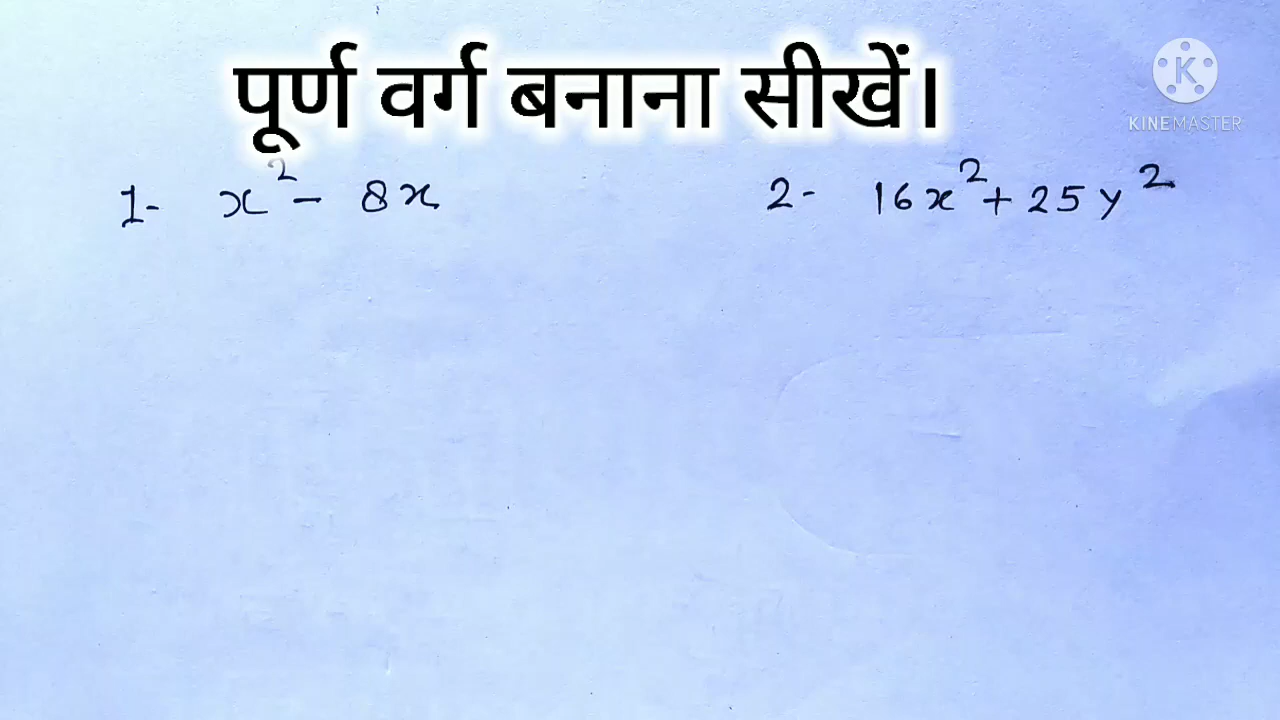 पूर्ण वर्ग बनाना सीखें।
K
KINEMASTER
1- x² - 8x
2- 16x² + 25y²